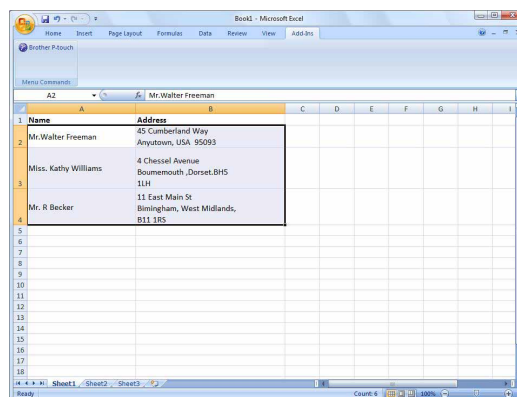 Book1 - Microsoft Excel
Home Insert Page Layout Formulas Data Review View Add-Ins
Brother P-touch
Menu Commands
A2 fx Mr.Walter Freeman
A B C D E F G H I
1 Name Address
2 Mr.Walter Freeman 45 Cumberland Way
Anyutown, USA 95093
3 Miss. Kathy Williams 4 Chessel Avenue
Boumemouth ,Dorset.BH5
1LH
4 Mr. R Becker 11 East Main St
Bimingham, West Midlands,
B11 1RS
5
6
7
8
9
10
11
12
13
14
15
16
17
18
Sheet1 Sheet2 Sheet3
Ready Count: 6 100%